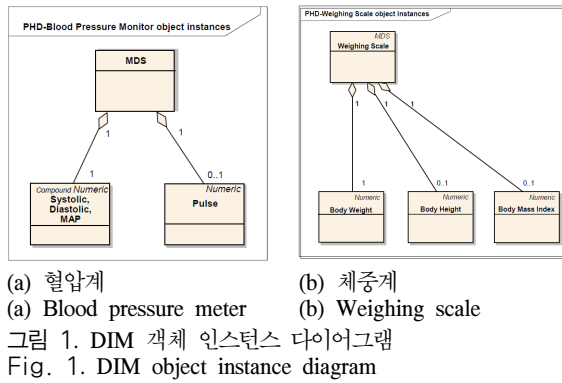 PHD-Blood Pressure Monitor object instances
MDS
1
1
1
0..1
Compound Numeric
Systolic,
Diastolic,
MAP
Numeric
Pulse
PHD-Weighing Scale object instances
MDS
Weighing Scale
1
1
1
1
0..1
0..1
Numeric
Body Weight
Numeric
Body Height
Numeric
Body Mass Index
(a) 혈압계
(b) 체중계
(a) Blood pressure meter
(b) Weighing scale
그림 1. DIM 객체 인스턴스 다이어그램
Fig. 1. DIM object instance diagram